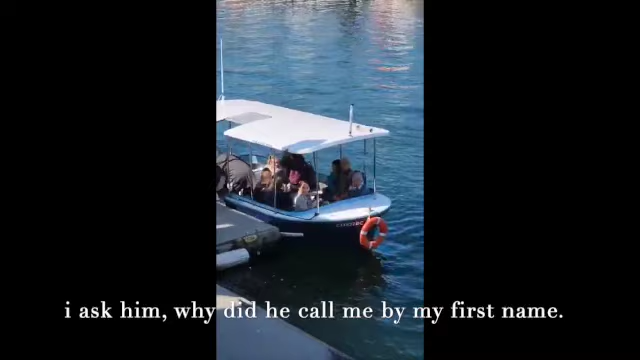 i ask him, why did he call me by my first name.